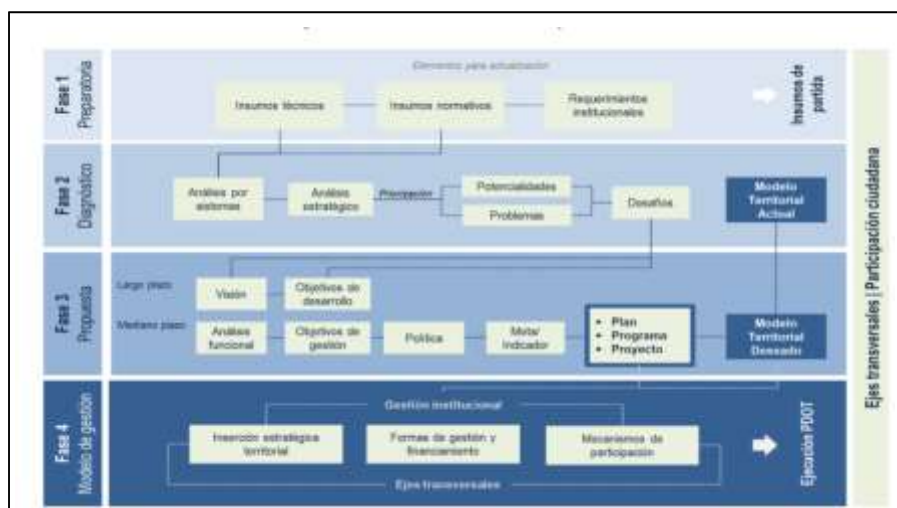 Fase 1
Preparatoria
Elementos para actualización
Insumos técnicos
Insumos normativos
Requerimientos
institucionales
Insumos de
partida
Fase 2
Diagnóstico
Análisis por
sistemas
Análisis
estratégico
Priorización
Potencialidades
Problemas
Desafíos
Modelo
Territorial
Actual
Fase 3
Propuesta
Largo plazo
Visión
Objetivos de
desarrollo
Mediano plazo
Análisis
funcional
Objetivos de
gestión
Política
Meta/
Indicador
• Plan
• Programa
• Proyecto
Modelo
Territorial
Deseado
Fase 4
Modelo de gestión
Gestión institucional
Inserción estratégica
territorial
Formas de gestión y
financiamiento
Mecanismos de
participación
Ejes transversales
Ejecución PDOT
Ejes transversales | Participación ciudadana